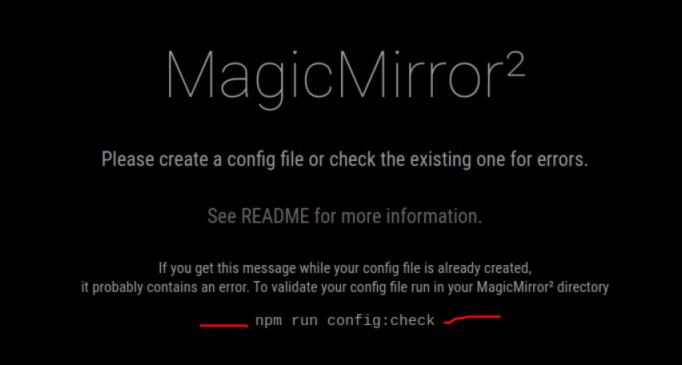 MagicMirror²
Please create a config file or check the existing one for errors.
See README for more information.
If you get this message while your config file is already created,
it probably contains an error. To validate your config file run in your MagicMirror² directory
npm run config:check